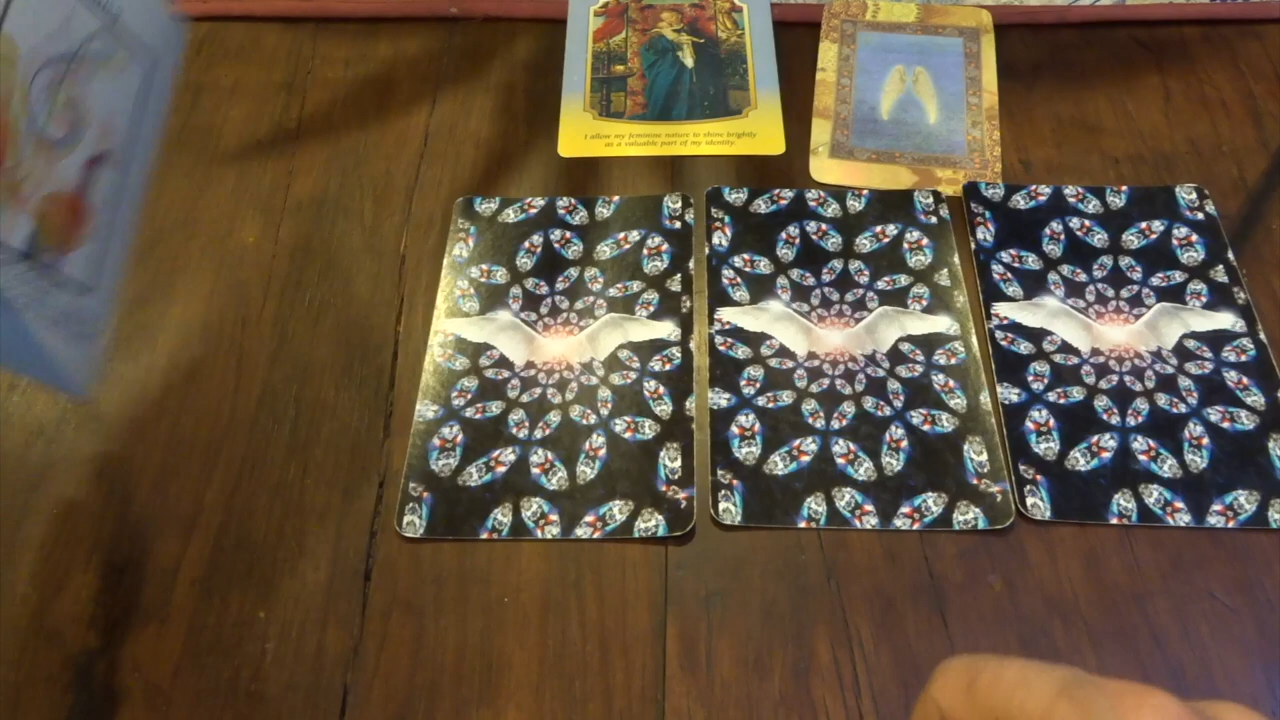 I allow my feminine nature to shine brightly
as a valuable part of my identity.